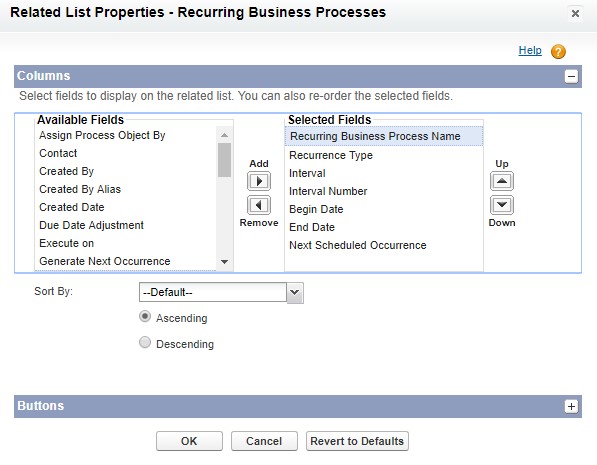 Related List Properties - Recurring Business Processes
Help
Columns
Select fields to display on the related list. You can also re-order the selected fields.
Available Fields
Assign Process Object By
Contact
Created By
Created By Alias
Created Date
Due Date Adjustment
Execute on
Generate Next Occurrence
Add
Remove
Selected Fields
Recurring Business Process Name
Recurrence Type
Interval
Interval Number
Begin Date
End Date
Next Scheduled Occurrence
Up
Down
Sort By:
--Default--
Ascending
Descending
Buttons
OK
Cancel
Revert to Defaults